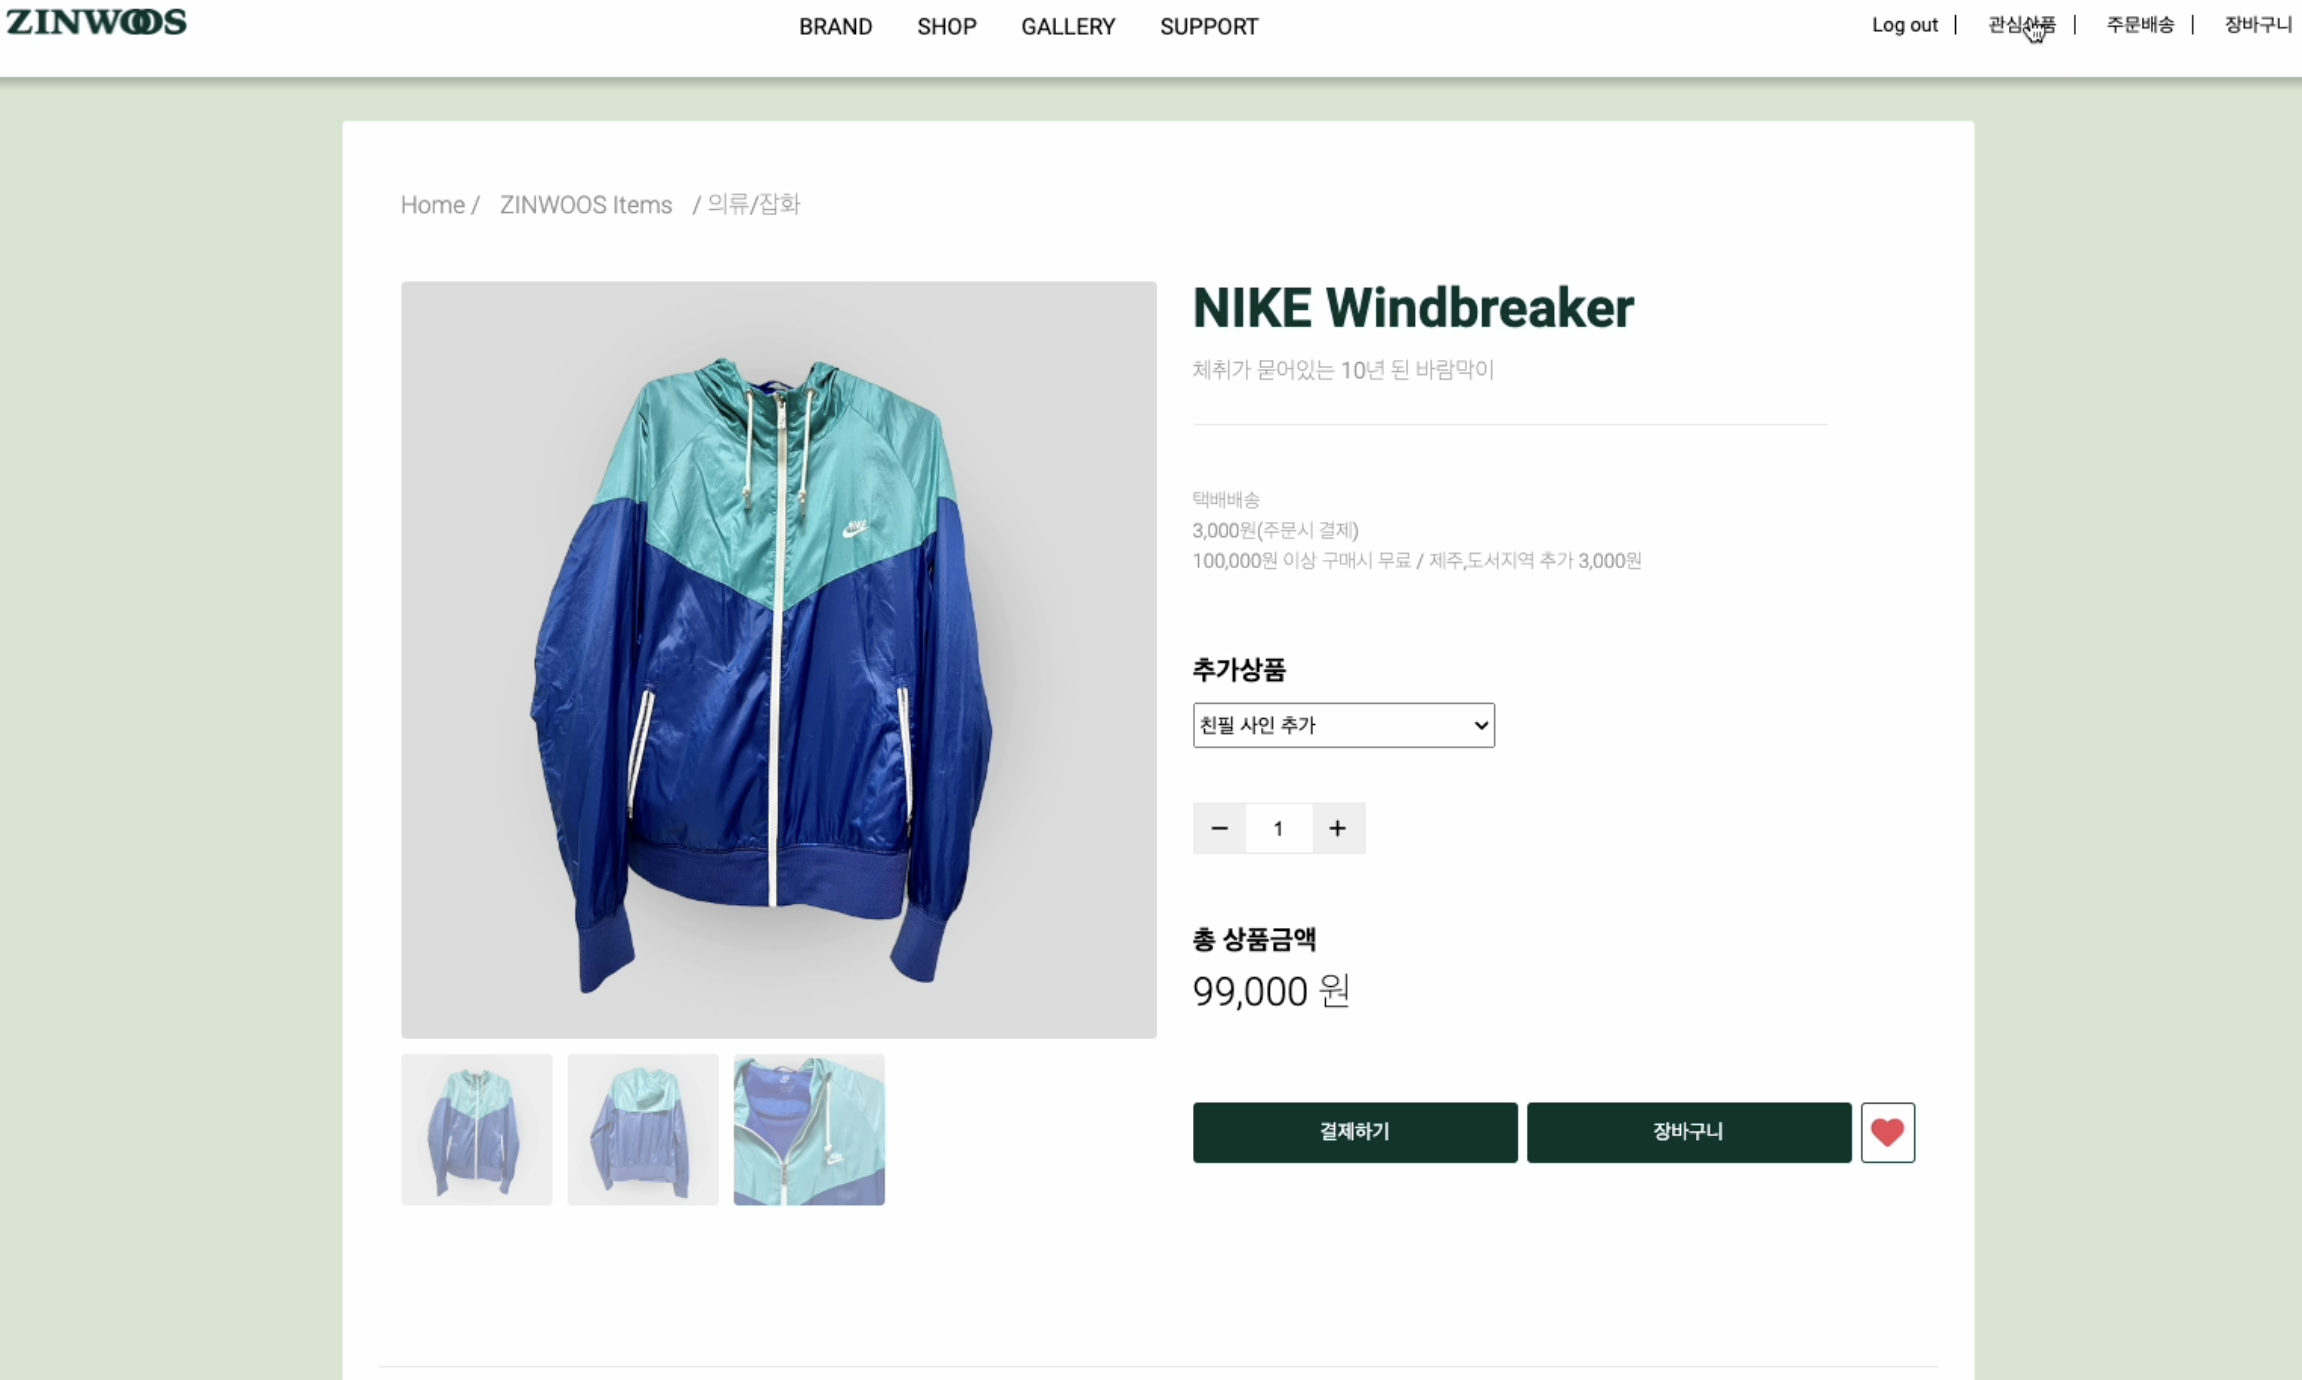 ZINWOOS
BRAND SHOP GALLERY SUPPORT
Log out | 관심상품 | 주문배송 | 장바구니
Home / ZINWOOS Items / 의류/잡화
NIKE Windbreaker
체취가 묻어있는 10년 된 바람막이
택배배송
3,000원(주문시 결제)
100,000원 이상 구매시 무료 / 제주,도서지역 추가 3,000원
추가상품
친필 사인 추가
− 1 +
총 상품금액
99,000 원
결제하기 장바구니
NIKE